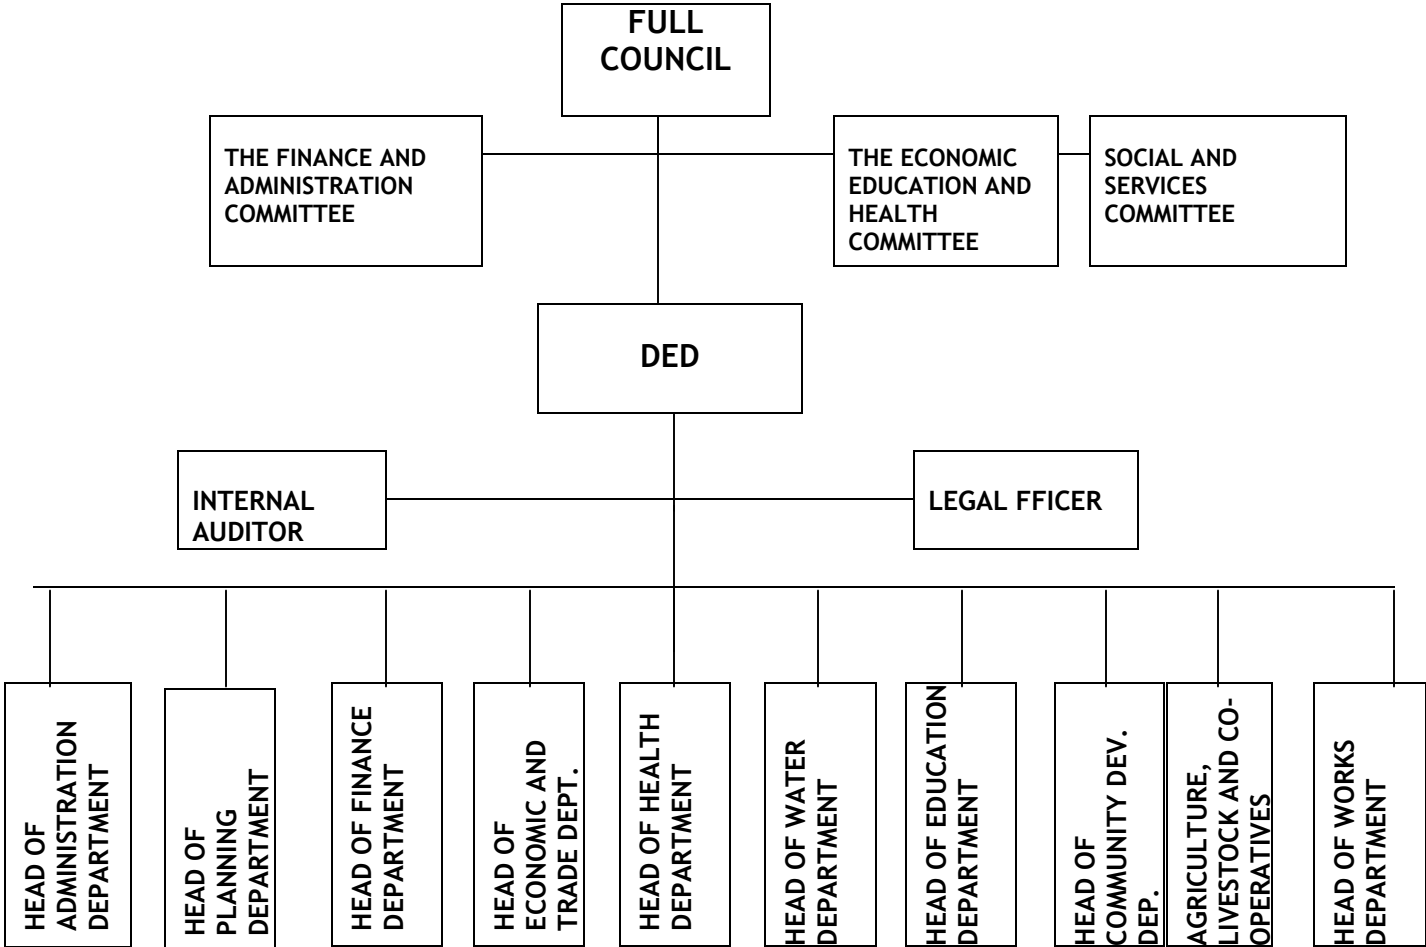 FULL
COUNCIL
THE FINANCE AND
ADMINISTRATION
COMMITTEE
THE ECONOMIC
EDUCATION AND
HEALTH
COMMITTEE
SOCIAL AND
SERVICES
COMMITTEE
DED
INTERNAL
AUDITOR
LEGAL FFICER
HEAD OF
ADMINISTRATION
DEPARTMENT
HEAD OF
PLANNING
DEPARTMENT
HEAD OF FINANCE
DEPARTMENT
HEAD OF
ECONOMIC AND
TRADE DEPT.
HEAD OF HEALTH
DEPARTMENT
HEAD OF WATER
DEPARTMENT
HEAD OF EDUCATION
DEPARTMENT
HEAD OF
COMMUNITY DEV.
DEP.
AGRICULTURE,
LIVESTOCK AND CO-
OPERATIVES
HEAD OF WORKS
DEPARTMENT